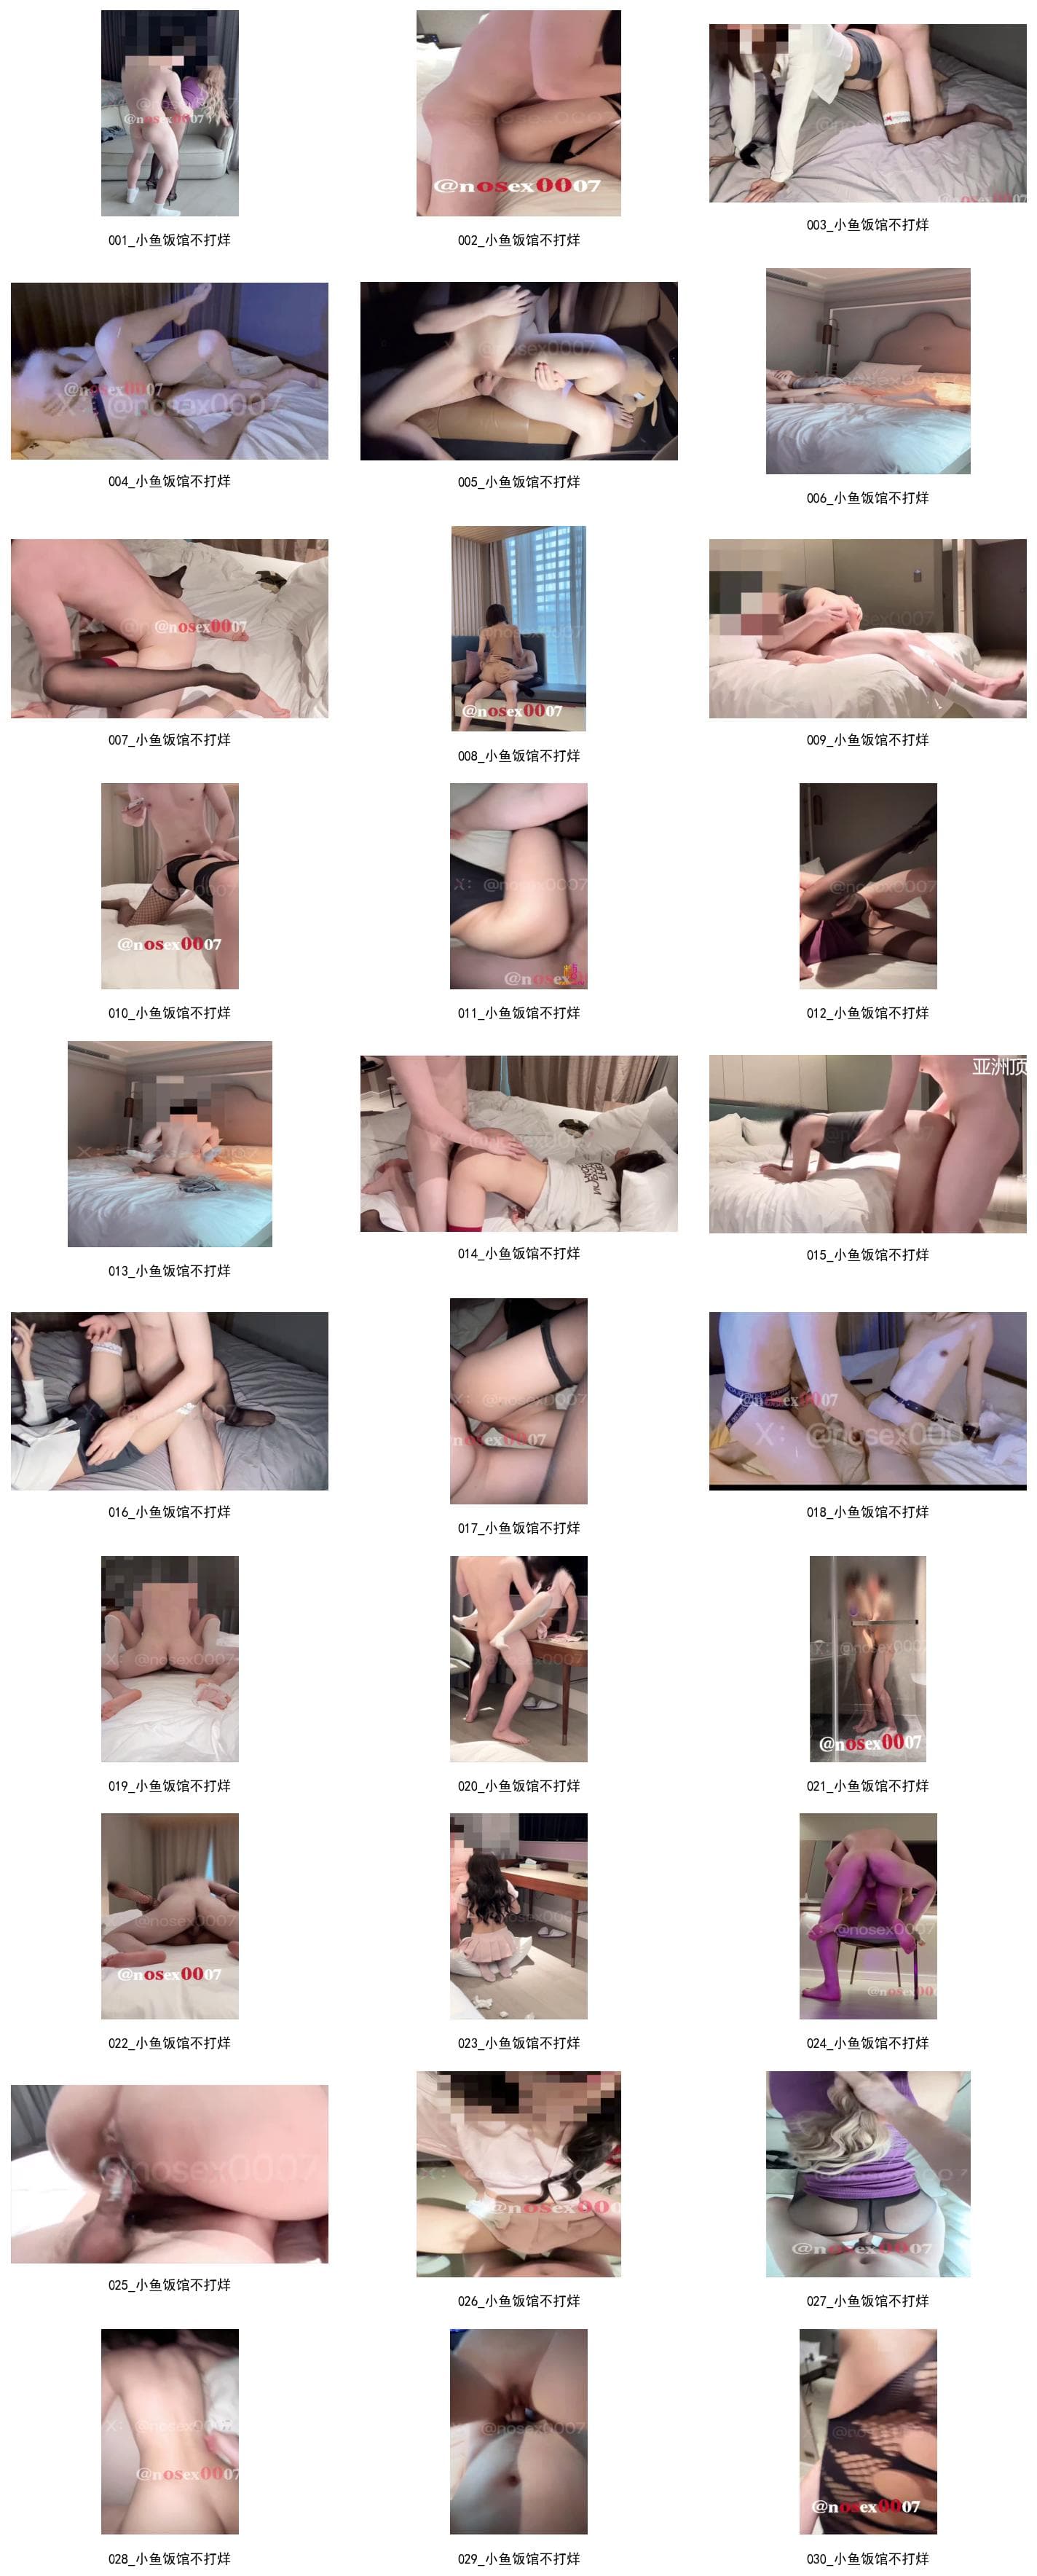 @nosex0007
@nosex0007
@nosex0007
001_小鱼饭馆不打烊
002_小鱼饭馆不打烊
003_小鱼饭馆不打烊
@nosex0007
X: @nosex0007
@nosex0007
@nosex0007
004_小鱼饭馆不打烊
005_小鱼饭馆不打烊
006_小鱼饭馆不打烊
@nosex0007
@nosex0007
007_小鱼饭馆不打烊
008_小鱼饭馆不打烊
009_小鱼饭馆不打烊
@nosex0007
X: @nosex0007
@nosex
@nosex0007
010_小鱼饭馆不打烊
011_小鱼饭馆不打烊
012_小鱼饭馆不打烊
亚洲顶
013_小鱼饭馆不打烊
014_小鱼饭馆不打烊
015_小鱼饭馆不打烊
@nosex0007
X: @nosex0007
016_小鱼饭馆不打烊
017_小鱼饭馆不打烊
018_小鱼饭馆不打烊
X: @nosex0007
@nosex0007
019_小鱼饭馆不打烊
020_小鱼饭馆不打烊
021_小鱼饭馆不打烊
X: @nosex0007
@nosex0007
X: @nosex0007
022_小鱼饭馆不打烊
023_小鱼饭馆不打烊
024_小鱼饭馆不打烊
@nosex0007
@nosex0007
025_小鱼饭馆不打烊
026_小鱼饭馆不打烊
027_小鱼饭馆不打烊
X: @nosex0007
@nosex0007
@nosex0007
@nosex0007
028_小鱼饭馆不打烊
029_小鱼饭馆不打烊
030_小鱼饭馆不打烊